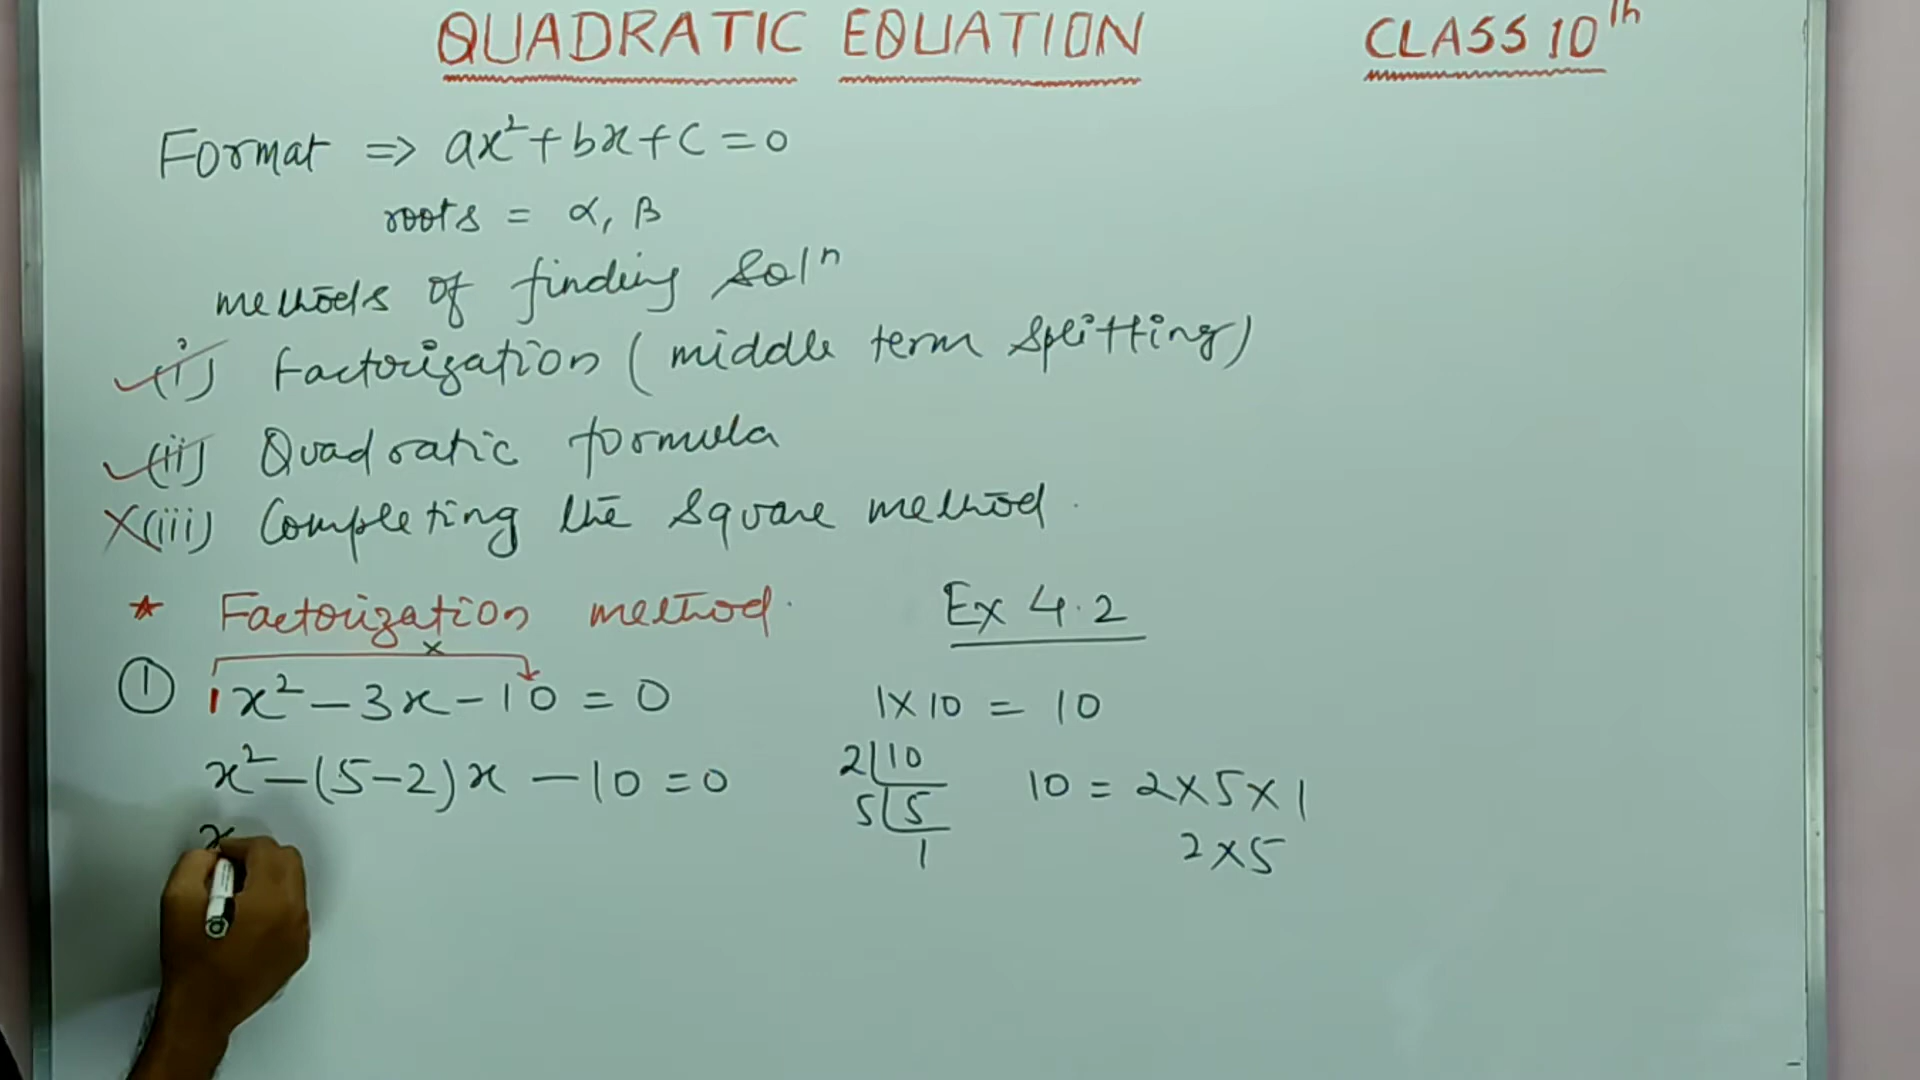 QUADRATIC EQUATION CLASS 10th
Format => ax²+bx+c=0
roots = α, β
methods of finding solⁿ
(i) Factorization (middle term splitting)
(ii) Quadratic formula
X(iii) Completing the square method.
★ Factorization method. Ex 4.2
×
① 1x²-3x-10=0 1×10=10
x²-(5-2)x-10=0 2|10 10=2×5×1
5|5 2×5
1
x